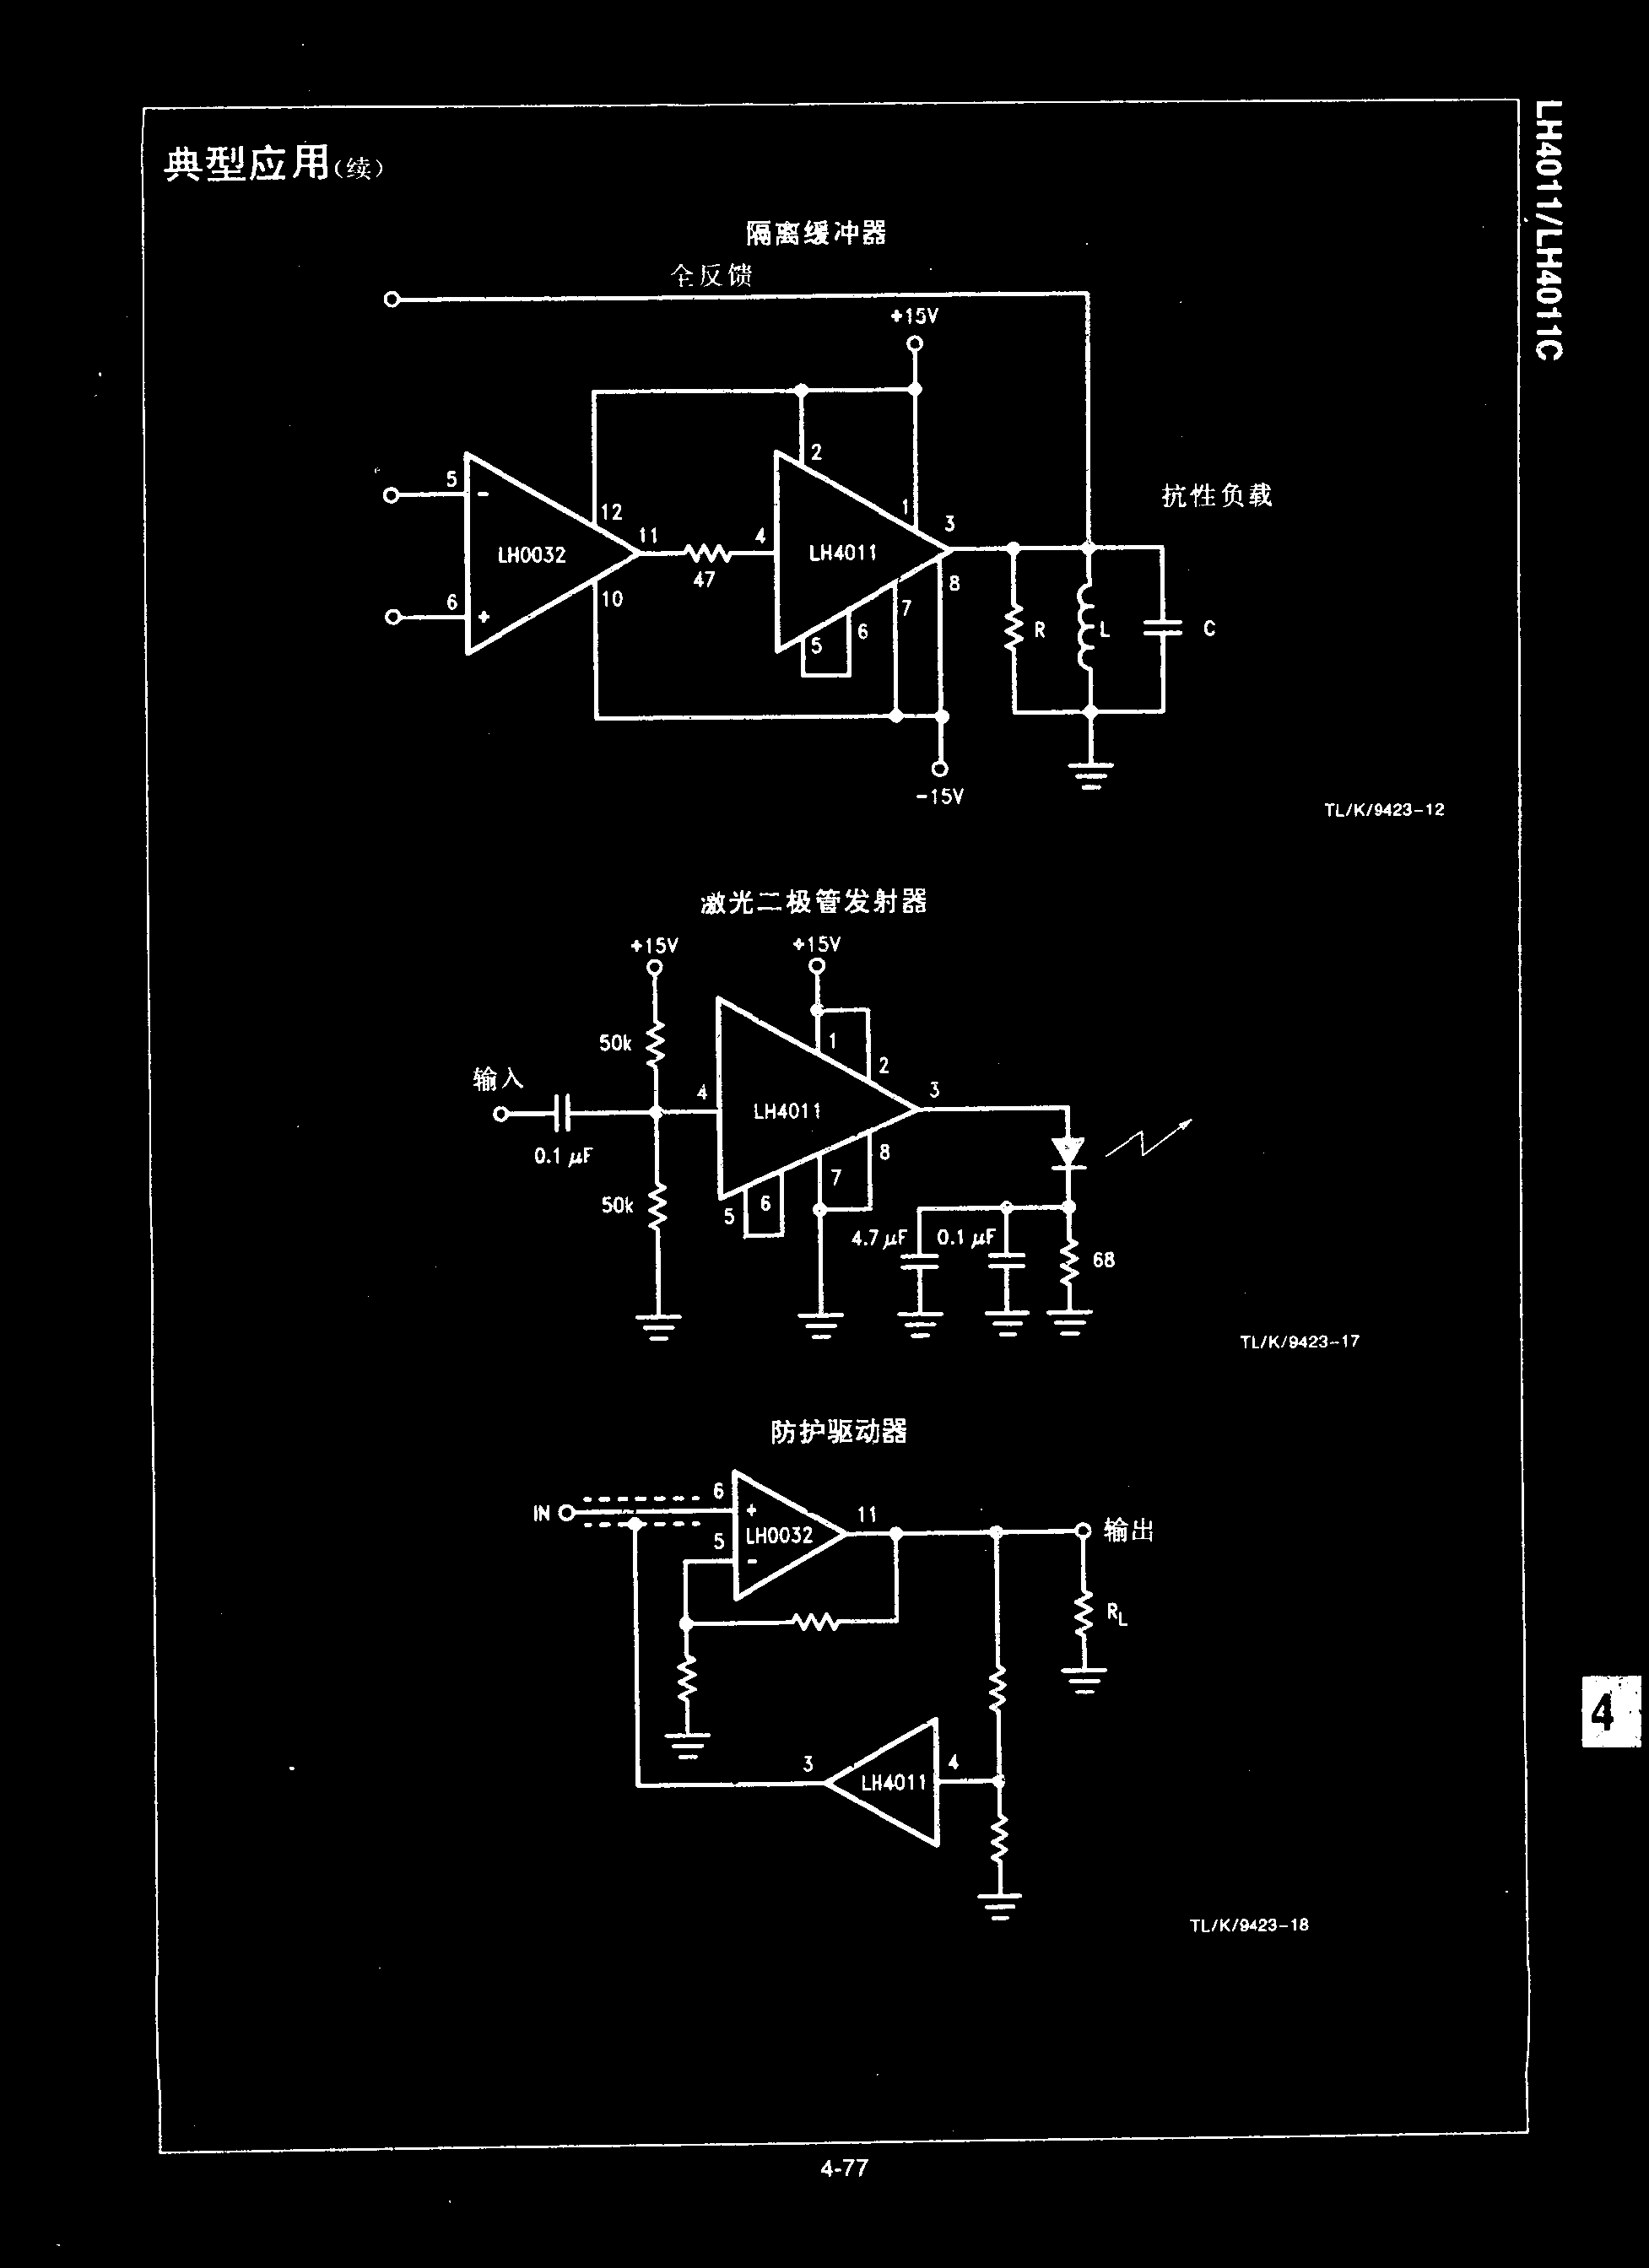 LH4011/LH4011C
典型应用(续)
隔离缓冲器
全反馈
+15V
2
5
-
12
1
3
抗性负载
11
4
LH0032
LH4011
47
8
10
7
6
+
6
R
L
C
5
-15V
TL/K/9423-12
激光二极管发射器
+15V
+15V
50k
1
2
输入
4
3
LH4011
0.1 μF
8
7
50k
6
5
4.7 μF
0.1 μF
68
TL/K/9423-17
防护驱动器
6
IN
+
11
LH0032
输出
5
-
RL
4
3
4
LH4011
TL/K/9423-18
4-77